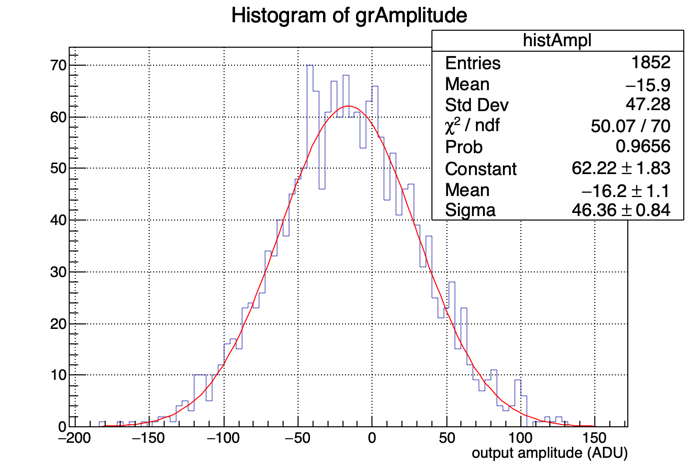 Histogram of grAmplitude
histAmpl
Entries 1852
Mean −15.9
Std Dev 47.28
χ² / ndf 50.07 / 70
Prob 0.9656
Constant 62.22 ± 1.83
Mean −16.2 ± 1.1
Sigma 46.36 ± 0.84
70
60
50
40
30
20
10
0
−200 −150 −100 −50 0 50 100 150
output amplitude (ADU)